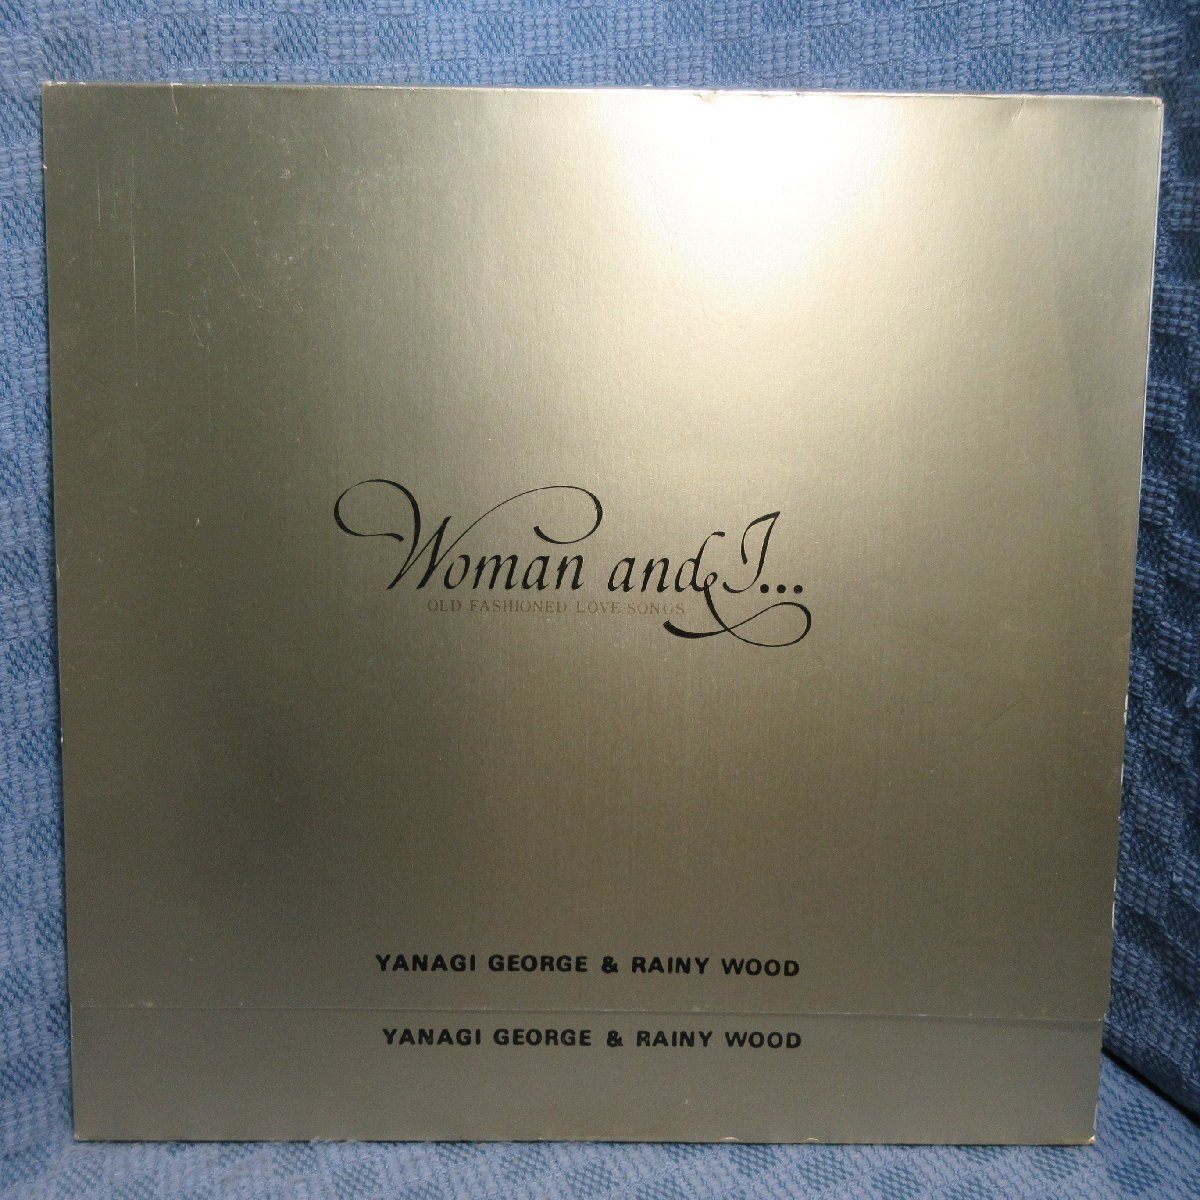 Woman and I...
OLD FASHIONED LOVE SONGS
YANAGI GEORGE & RAINY WOOD
YANAGI GEORGE & RAINY WOOD